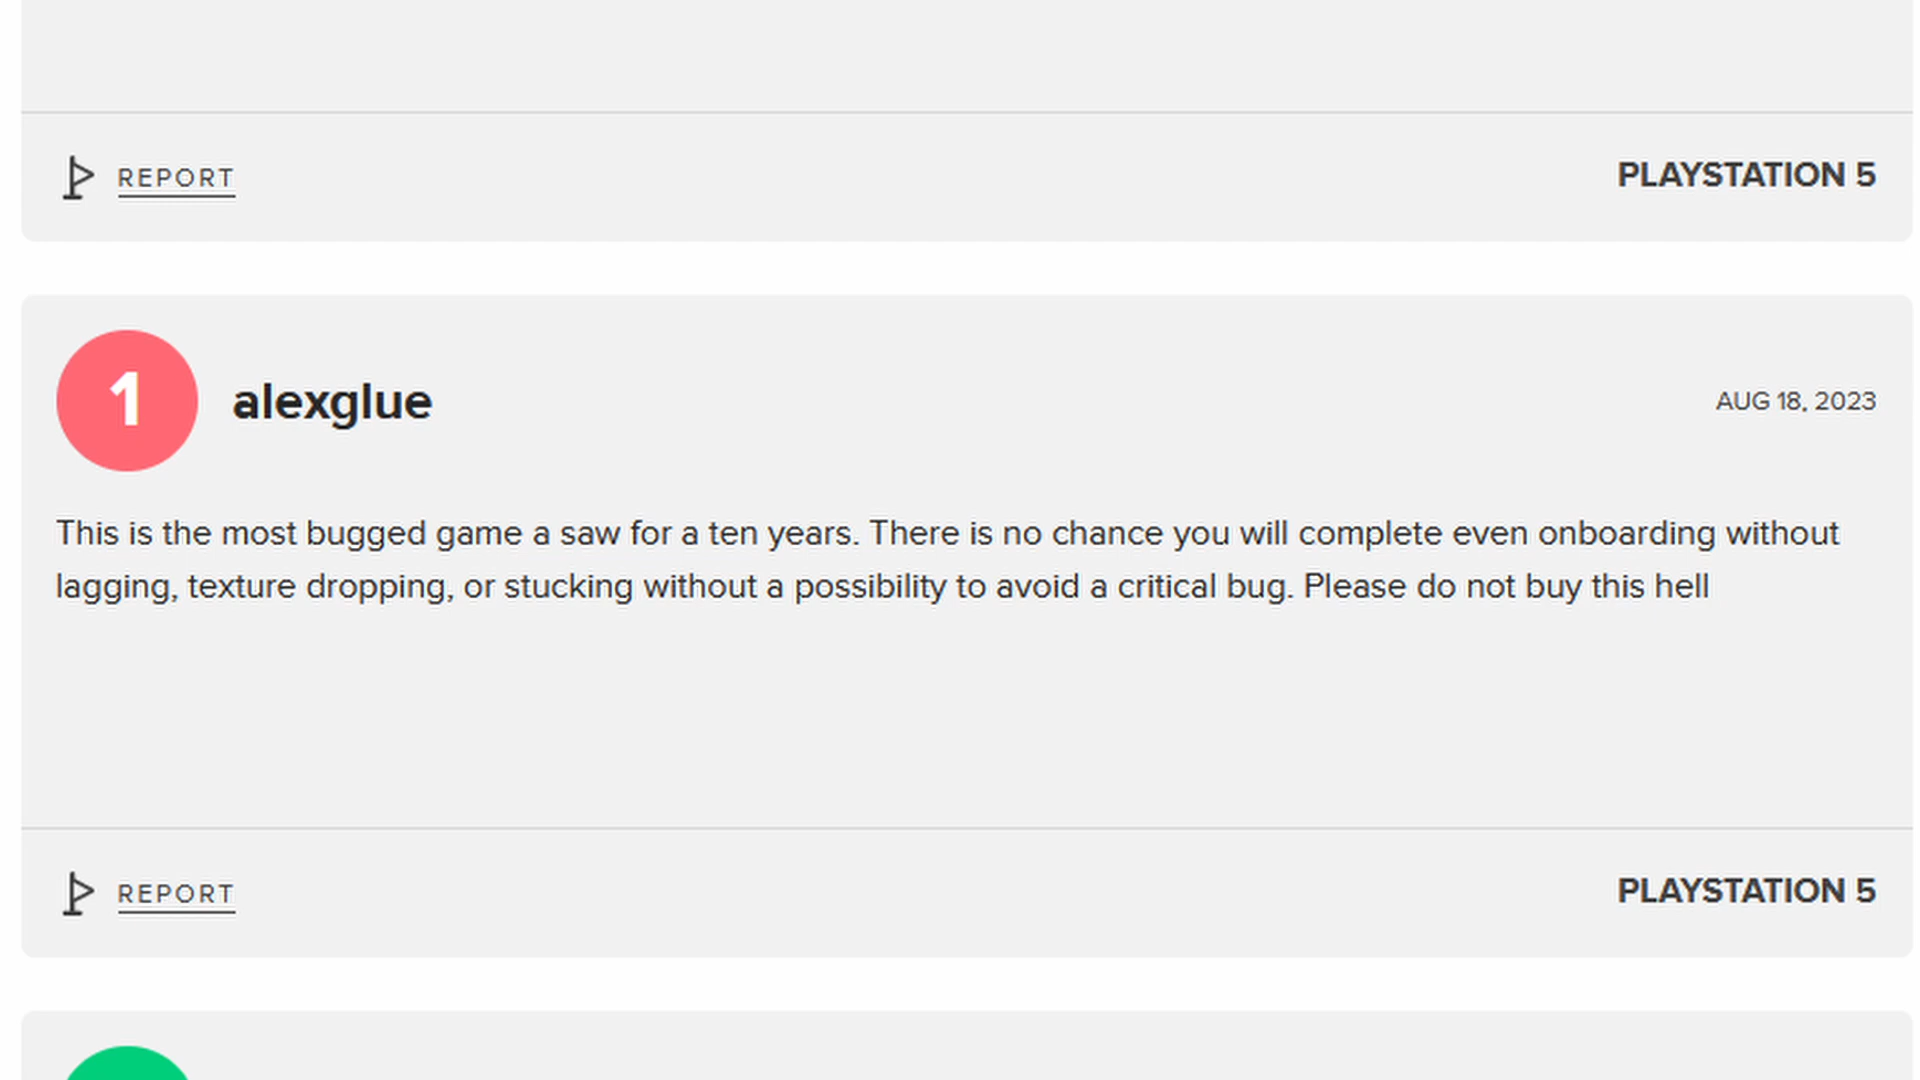 REPORT
PLAYSTATION 5
1
alexglue
AUG 18, 2023
This is the most bugged game a saw for a ten years. There is no chance you will complete even onboarding without
lagging, texture dropping, or stucking without a possibility to avoid a critical bug. Please do not buy this hell
REPORT
PLAYSTATION 5